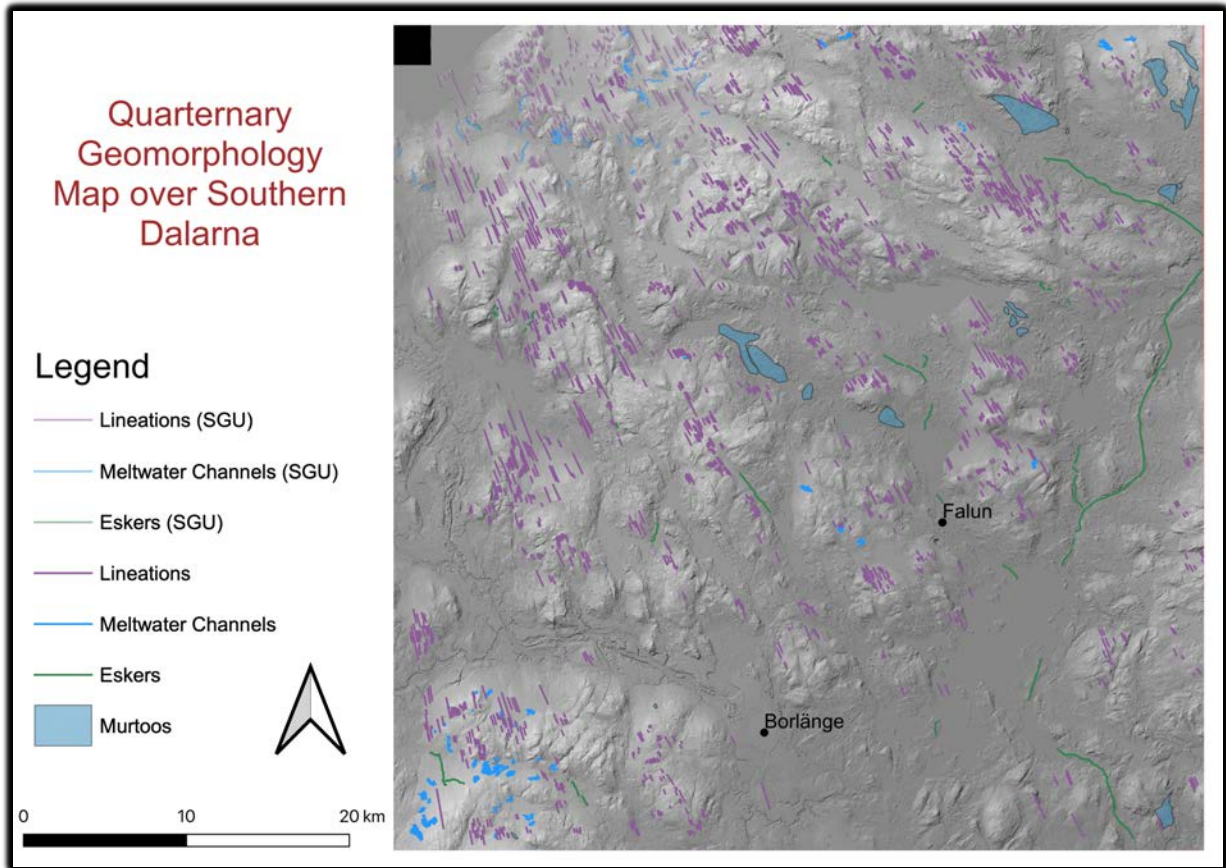 Quarternary
Geomorphology
Map over Southern
Dalarna
Legend
Lineations (SGU)
Meltwater Channels (SGU)
Eskers (SGU)
Lineations
Meltwater Channels
Eskers
Murtoos
0 10 20 km
Falun
Borlänge